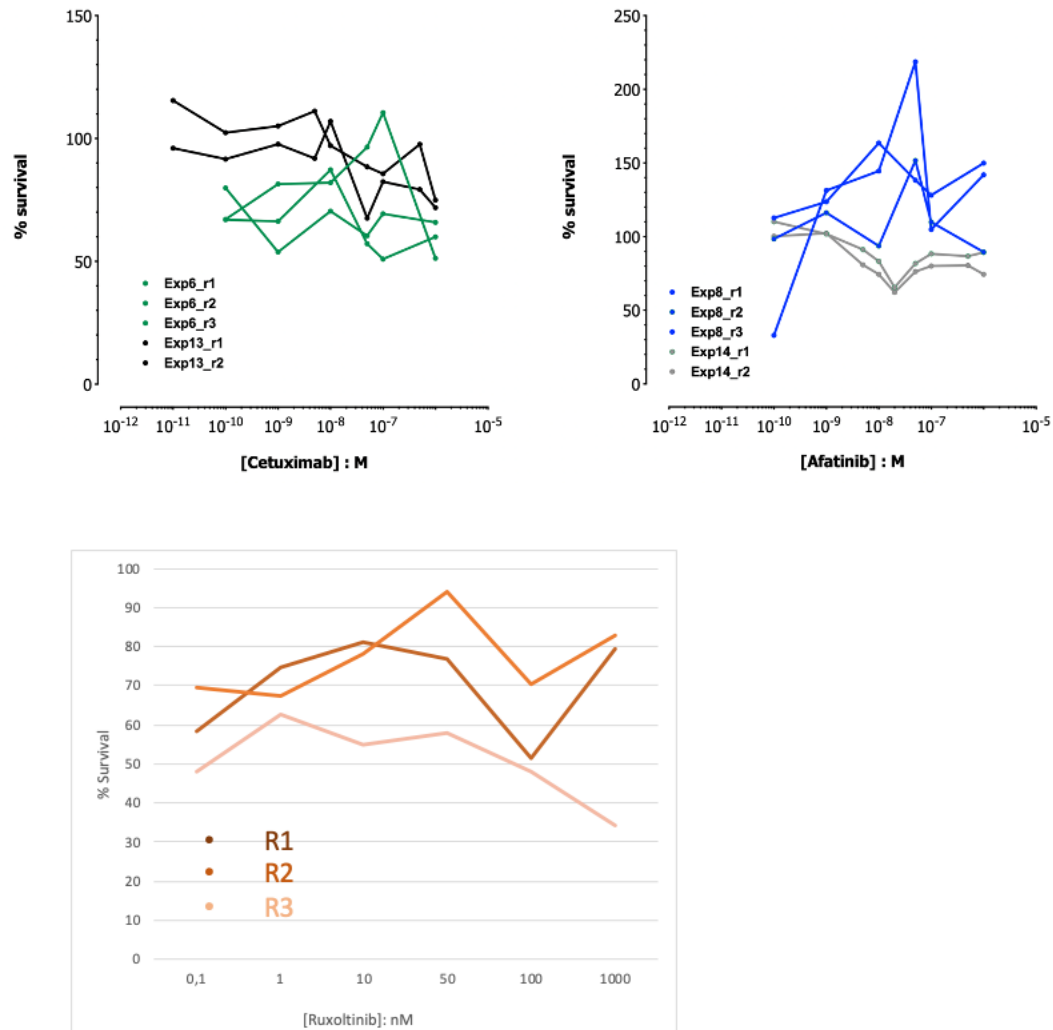 150
100
50
0
% survival
Exp6_r1
Exp6_r2
Exp6_r3
Exp13_r1
Exp13_r2
10-12 10-11 10-10 10-9 10-8 10-7 10-6 10-5
[Cetuximab] : M
250
200
150
100
50
0
% survival
Exp8_r1
Exp8_r2
Exp8_r3
Exp14_r1
Exp14_r2
10-12 10-11 10-10 10-9 10-8 10-7 10-6 10-5
[Afatinib] : M
100
90
80
70
60
50
40
30
20
10
0
% Survival
R1
R2
R3
0,1 1 10 50 100 1000
[Ruxoltinib]: nM